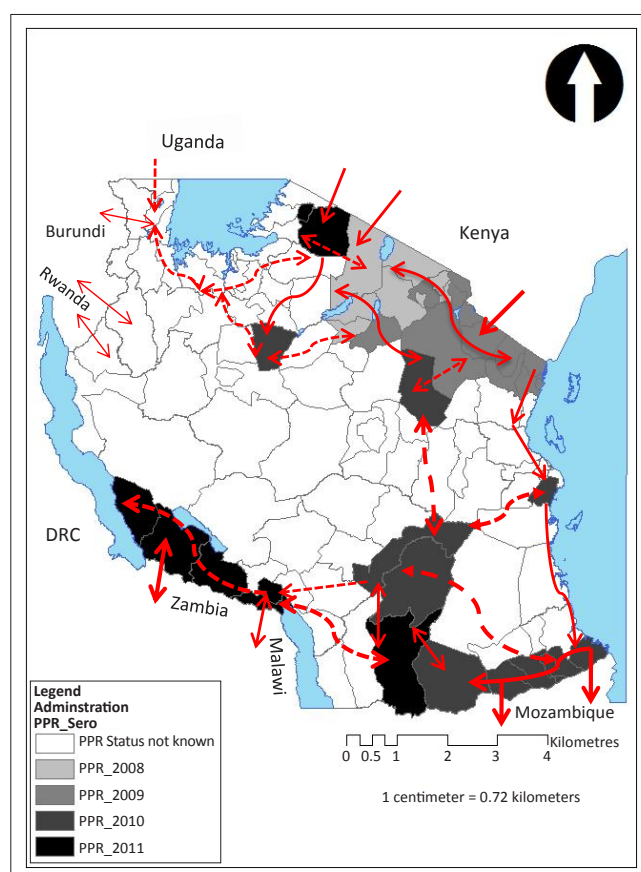 Uganda
Burundi
Kenya
Rwanda
DRC
Zambia
Malawi
Mozambique
Legend
Adminstration
PPR_Sero
PPR Status not known
PPR_2008
PPR_2009
PPR_2010
PPR_2011
Kilometres
0 0.5 1 2 3 4
1 centimeter = 0.72 kilometers